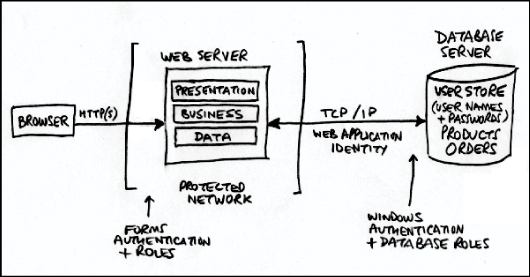 WEB SERVER
PRESENTATION
BUSINESS
DATA
BROWSER
HTTP(S)
PROTECTED
NETWORK
TCP/IP
WEB APPLICATION
IDENTITY
DATABASE
SERVER
USER STORE
(USER NAMES
+ PASSWORDS)
PRODUCTS
ORDERS
FORMS
AUTHENTICATION
+ ROLES
WINDOWS
AUTHENTICATION
+ DATABASE ROLES